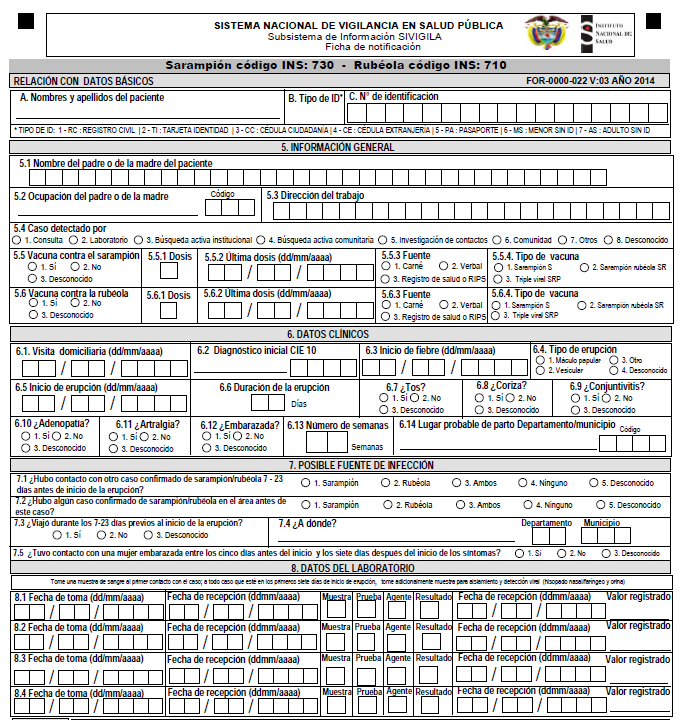 SISTEMA NACIONAL DE VIGILANCIA EN SALUD PÚBLICA
Subsistema de Información SIVIGILA
Ficha de notificación
INSTITUTO
NACIONAL DE
SALUD
Sarampión código INS: 730 - Rubéola código INS: 710
RELACIÓN CON DATOS BÁSICOS FOR-0000-022 V:03 AÑO 2014
A. Nombres y apellidos del paciente B. Tipo de ID* C. N° de identificación
* TIPO DE ID: 1 - RC : REGISTRO CIVIL | 2 - TI : TARJETA IDENTIDAD | 3 - CC : CÉDULA CIUDADANÍA | 4 - CE : CÉDULA EXTRANJERÍA | 5 - PA : PASAPORTE | 6 - MS : MENOR SIN ID | 7 - AS : ADULTO SIN ID
5. INFORMACIÓN GENERAL
5.1 Nombre del padre o de la madre del paciente
5.2 Ocupación del padre o de la madre Código 5.3 Dirección del trabajo
5.4 Caso detectado por
1. Consulta 2. Laboratorio 3. Búsqueda activa institucional 4. Búsqueda activa comunitaria 5. Investigación de contactos 6. Comunidad 7. Otros 8. Desconocido
5.5 Vacuna contra el sarampión 5.5.1 Dosis 5.5.2 Última dosis (dd/mm/aaaa) 5.5.3 Fuente 5.5.4. Tipo de vacuna
1. Sí 2. No / / 1. Carné 2. Verbal 1. Sarampión S 2. Sarampión rubéola SR
3. Desconocido 3. Registro de salud o RIPS 3. Triple viral SRP
5.6 Vacuna contra la rubéola 5.6.1 Dosis 5.6.2 Última dosis (dd/mm/aaaa) 5.6.3 Fuente 5.6.4. Tipo de vacuna
1. Sí 2. No / / 1. Carné 2. Verbal 1. Sarampión S 2. Sarampión rubéola SR
3. Desconocido 3. Registro de salud o RIPS 3. Triple viral SRP
6. DATOS CLÍNICOS
6.1. Visita domiciliaria (dd/mm/aaaa) 6.2 Diagnóstico inicial CIE 10 6.3 Inicio de fiebre (dd/mm/aaaa) 6.4. Tipo de erupción
/ / / / 1. Máculo papular 3. Otro
2. Vesicular 4. Desconocido
6.5 Inicio de erupción (dd/mm/aaaa) 6.6 Duración de la erupción 6.7 ¿Tos? 6.8 ¿Coriza? 6.9 ¿Conjuntivitis?
/ / Días 1. Sí 2. No 1. Sí 2. No 1. Sí 2. No
3. Desconocido 3. Desconocido 3. Desconocido
6.10 ¿Adenopatía? 6.11 ¿Artralgia? 6.12 ¿Embarazada? 6.13 Número de semanas 6.14 Lugar probable de parto Departamento/municipio
Código
1. Sí 2. No 1. Sí 2. No 1. Sí 2. No
3. Desconocido 3. Desconocido 3. Desconocido Semanas
7. POSIBLE FUENTE DE INFECCIÓN
7.1 ¿Hubo contacto con otro caso confirmado de sarampión/rubéola 7 - 23 1. Sarampión 2. Rubéola 3. Ambos 4. Ninguno 5. Desconocido
días antes de inicio de la erupción?
7.2 ¿Hubo algún caso confirmado de sarampión/rubéola en el área antes de 1. Sarampión 2. Rubéola 3. Ambos 4. Ninguno 5. Desconocido
este caso?
7.3 ¿Viajó durante los 7-23 días previos al inicio de la erupción? 7.4 ¿A dónde? Departamento Municipio
1. Sí 2. No 3. Desconocido
7.5 ¿Tuvo contacto con una mujer embarazada entre los cinco días antes del inicio y los siete días después del inicio de los síntomas? 1. Si 2. No 3. Desconocido
8. DATOS DEL LABORATORIO
Tome una muestra de sangre al primer contacto con el caso; a todo caso que esté en los primeros siete días de inicio de erupción, tome adicionalmente muestra para aislamiento y detección viral (hisopado nasalfaringeo y orina)
8.1 Fecha de toma (dd/mm/aaaa) Fecha de recepción (ddmm/aaaa) Muestra Prueba Agente Resultado Fecha de recepción (ddmm/aaaa) Valor registrado
/ / / / / /
8.2 Fecha de toma (dd/mm/aaaa) Fecha de recepción (ddmm/aaaa) Muestra Prueba Agente Resultado Fecha de recepción (ddmm/aaaa) Valor registrado
/ / / / / /
8.3 Fecha de toma (dd/mm/aaaa) Fecha de recepción (ddmm/aaaa) Muestra Prueba Agente Resultado Fecha de recepción (ddmm/aaaa) Valor registrado
/ / / / / /
8.4 Fecha de toma (dd/mm/aaaa) Fecha de recepción (ddmm/aaaa) Muestra Prueba Agente Resultado Fecha de recepción (ddmm/aaaa) Valor registrado
/ / / / / /